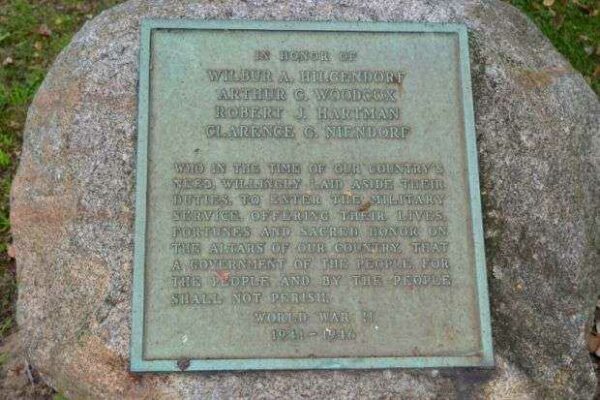 IN HONOR OF
WILBUR A. HILGENDORF
ARTHUR C. WOODCOX
ROBERT J. HARTMAN
CLARENCE G. NIENDORF
WHO IN THE TIME OF OUR COUNTRY'S
NEED, WILLINGLY LAID ASIDE THEIR
DUTIES, TO ENTER THE MILITARY
SERVICE, OFFERING THEIR LIVES,
FORTUNES AND SACRED HONOR ON
THE ALTARS OF OUR COUNTRY, THAT
A GOVERNMENT OF THE PEOPLE, FOR
THE PEOPLE, AND BY THE PEOPLE,
SHALL NOT PERISH.
WORLD WAR II
1941-1946